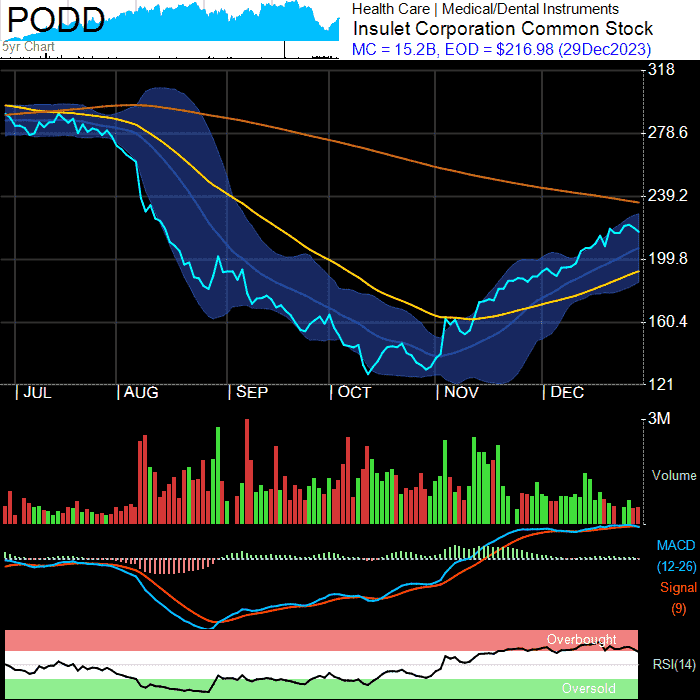 PODD
5yr Chart
Health Care | Medical/Dental Instruments
Insulet Corporation Common Stock
MC = 15.2B, EOD = $216.98 (29Dec2023)
318
278.6
239.2
199.8
160.4
121
| JUL | AUG | SEP | OCT | NOV | DEC
3M
Volume
MACD
(12-26)
Signal
(9)
Overbought
RSI(14)
Oversold